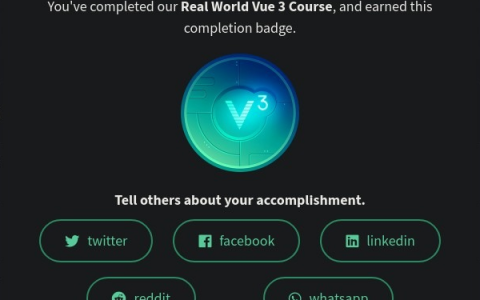 You've completed our Real World Vue 3 Course, and earned this
completion badge.
V3
Tell others about your accomplishment.
twitter
facebook
linkedin
reddit
whatsapp